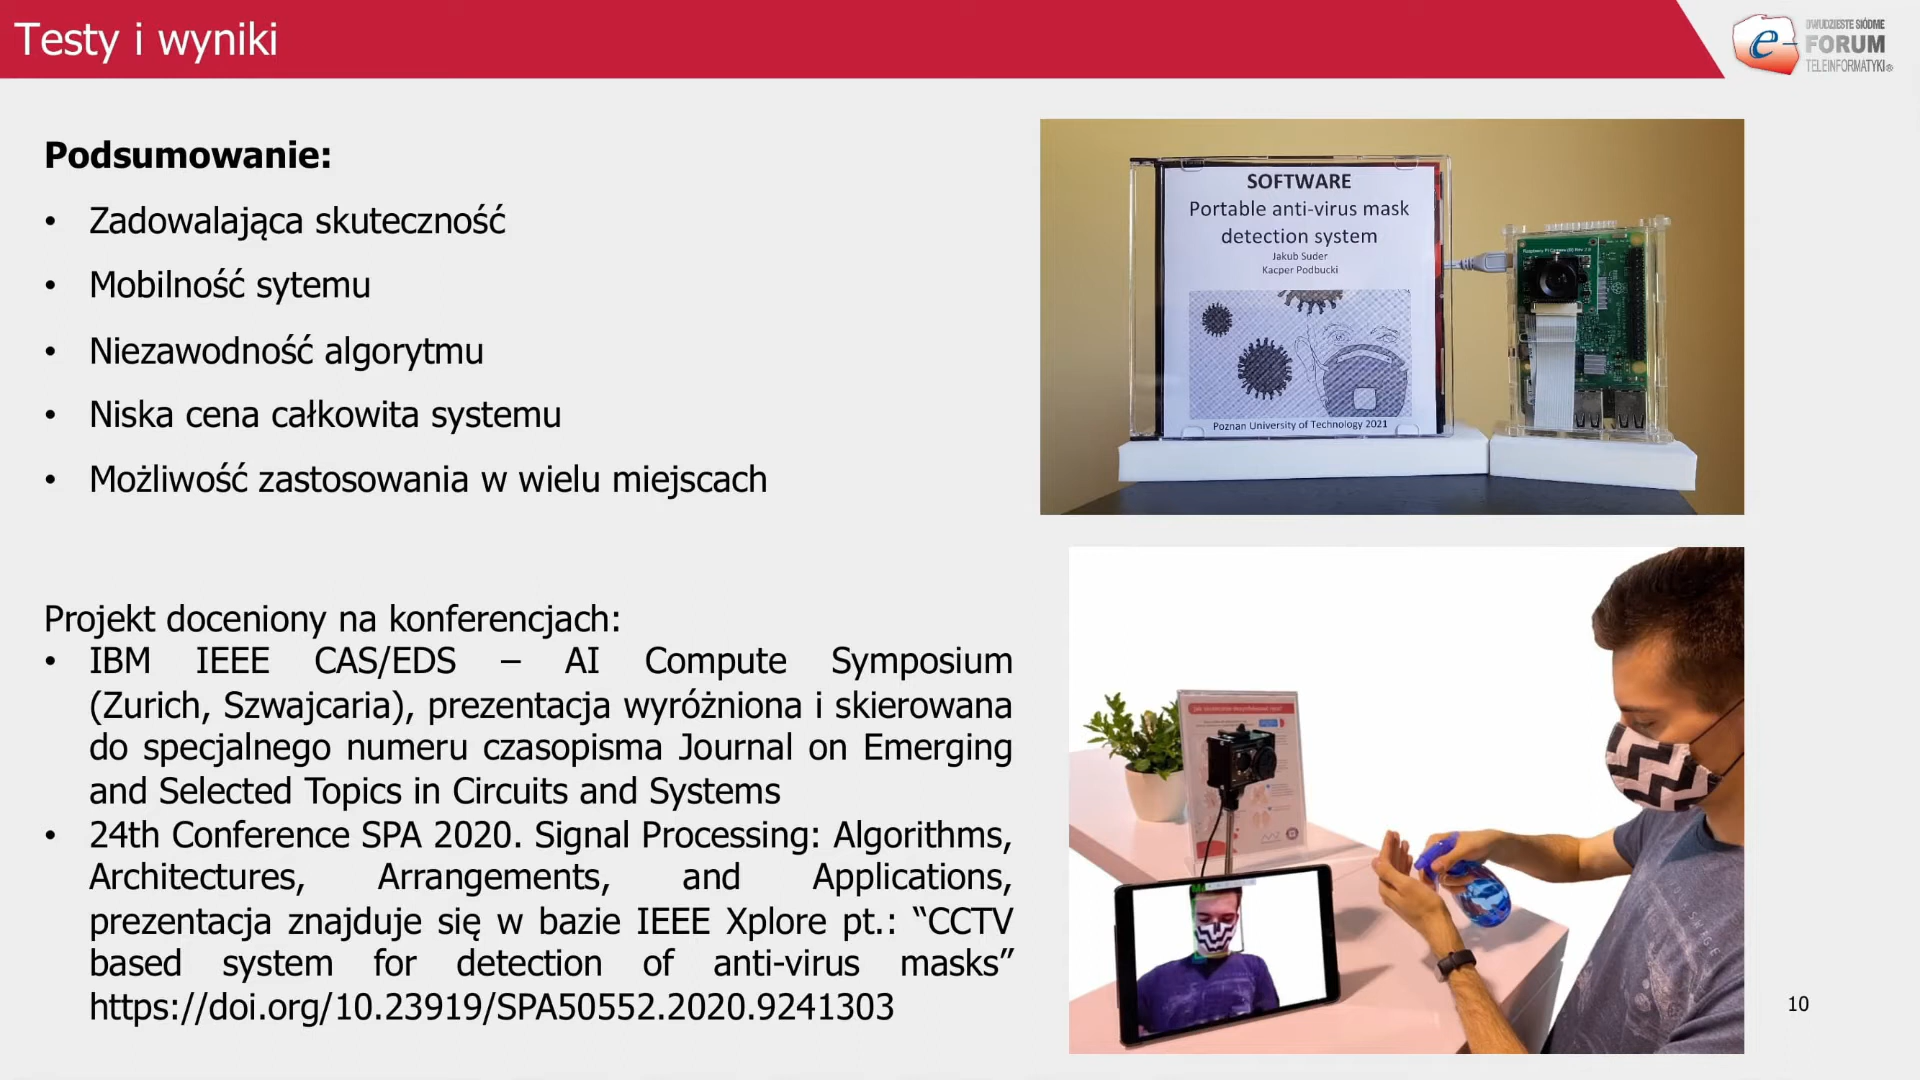 Testy i wyniki
DWUDZIESTE SIÓDME
e-FORUM
TELEINFORMATYKI®
Podsumowanie:
• Zadowalająca skuteczność
• Mobilność sytemu
• Niezawodność algorytmu
• Niska cena całkowita systemu
• Możliwość zastosowania w wielu miejscach
SOFTWARE
Portable anti-virus mask
detection system
Jakub Suder
Kacper Podbucki
Poznan University of Technology 2021
Projekt doceniony na konferencjach:
• IBM IEEE CAS/EDS – AI Compute Symposium
(Zurich, Szwajcaria), prezentacja wyróżniona i skierowana
do specjalnego numeru czasopisma Journal on Emerging
and Selected Topics in Circuits and Systems
• 24th Conference SPA 2020. Signal Processing: Algorithms,
Architectures, Arrangements, and Applications,
prezentacja znajduje się w bazie IEEE Xplore pt.: “CCTV
based system for detection of anti-virus masks”
https://doi.org/10.23919/SPA50552.2020.9241303
10